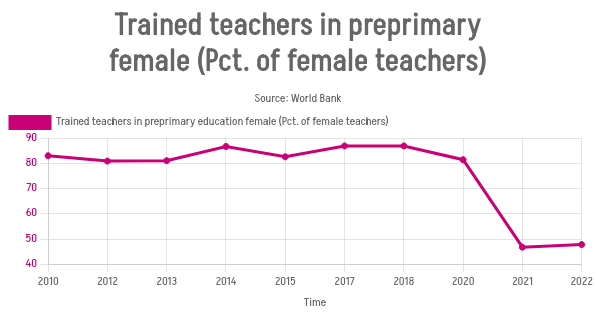 Trained teachers in preprimary
female (Pct. of female teachers)
Source: World Bank
Trained teachers in preprimary education female (Pct. of female teachers)
90
80
70
60
50
40
2010 2012 2013 2014 2015 2017 2018 2020 2021 2022
Time